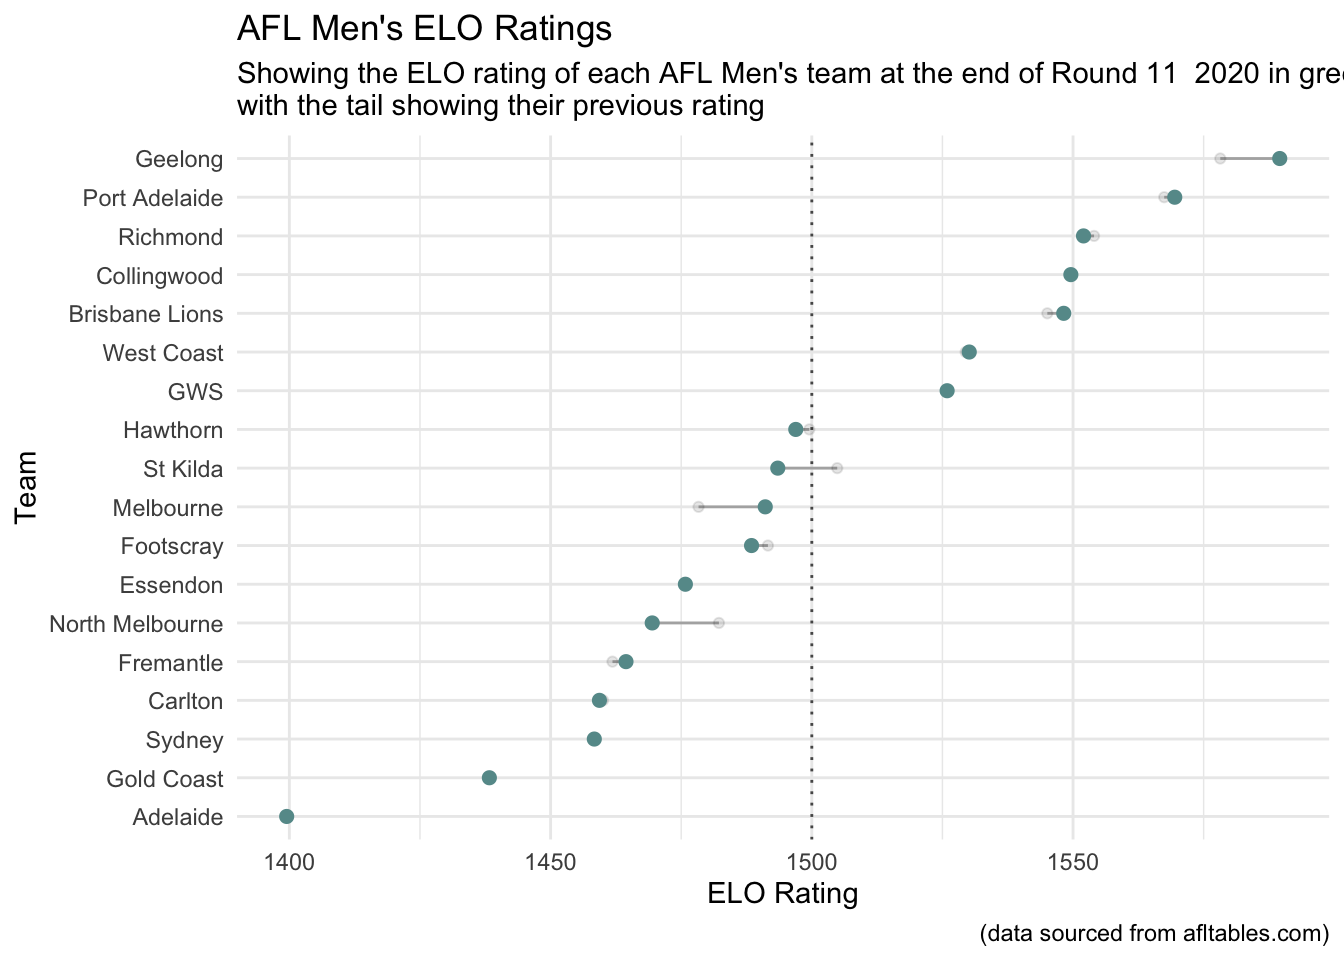 AFL Men's ELO Ratings
Showing the ELO rating of each AFL Men's team at the end of Round 11  2020 in gree
with the tail showing their previous rating
Geelong
Port Adelaide
Richmond
Collingwood
Brisbane Lions
West Coast
GWS
Hawthorn
St Kilda
Melbourne
Footscray
Essendon
North Melbourne
Fremantle
Carlton
Sydney
Gold Coast
Adelaide
Team
1400 1450 1500 1550
ELO Rating
(data sourced from afltables.com)